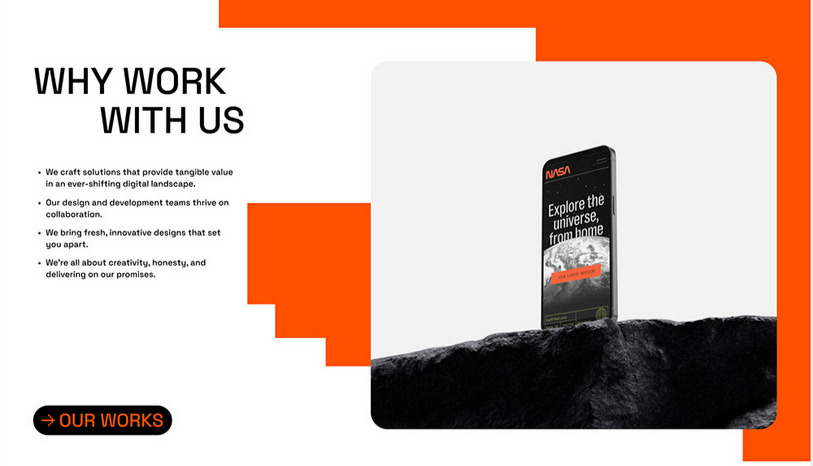 WHY WORK
WITH US
• We craft solutions that provide tangible value
in an ever-shifting digital landscape.
• Our design and development teams thrive on
collaboration.
• We bring fresh, innovative designs that set
you apart.
• We're all about creativity, honesty, and
delivering on our promises.
→ OUR WORKS
NASA
Explore the
universe,
from home